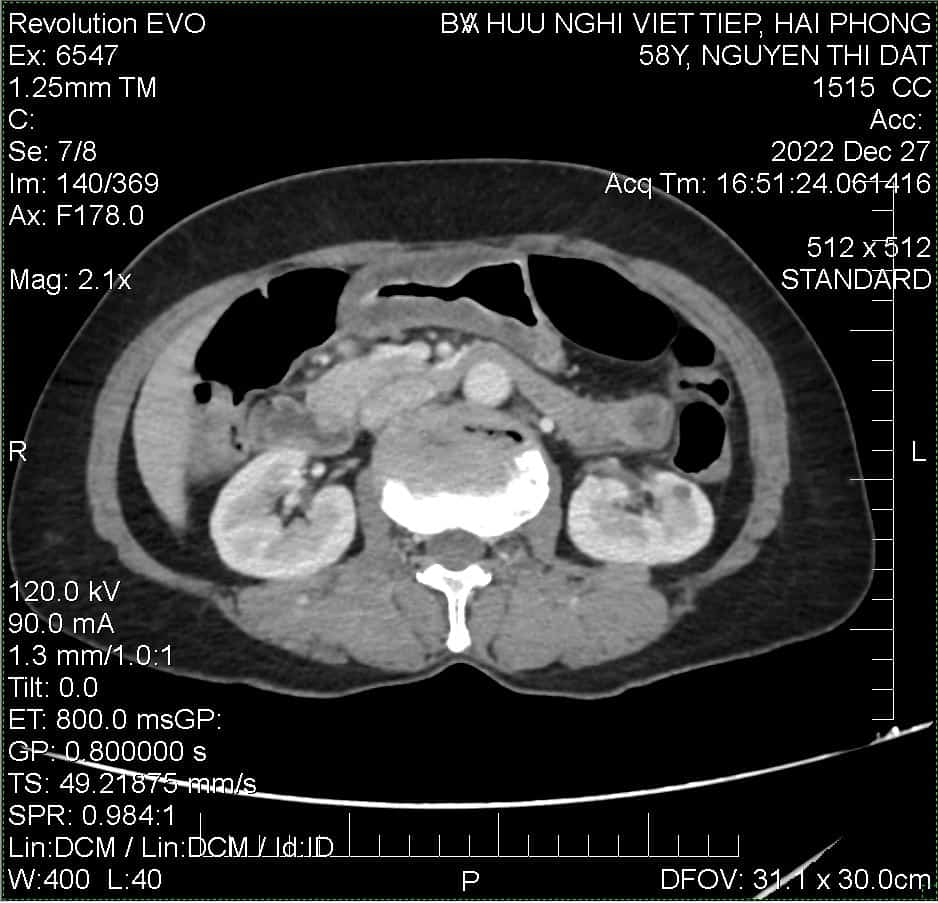 Revolution EVO
Ex: 6547
1.25mm TM
C:
Se: 7/8
Im: 140/369
Ax: F178.0
Mag: 2.1x
HUU NGHI VIET TIEP, HAI PHONG
58Y, NGUYEN THI DAT
1515 CC
Acc:
2022 Dec 27
Acq Tm: 16:51:24.061416
512 x 512
STANDARD
R
L
120.0 kV
90.0 mA
1.3 mm/1.0:1
Tilt: 0.0
ET: 800.0 msGP:
GP: 0.800000 s
TS: 49.21875 mm/s
SPR: 0.984:1
Lin:DCM / Lin:DCM / Id:ID
W:400 L:40
P
DFOV: 31.1 x 30.0cm